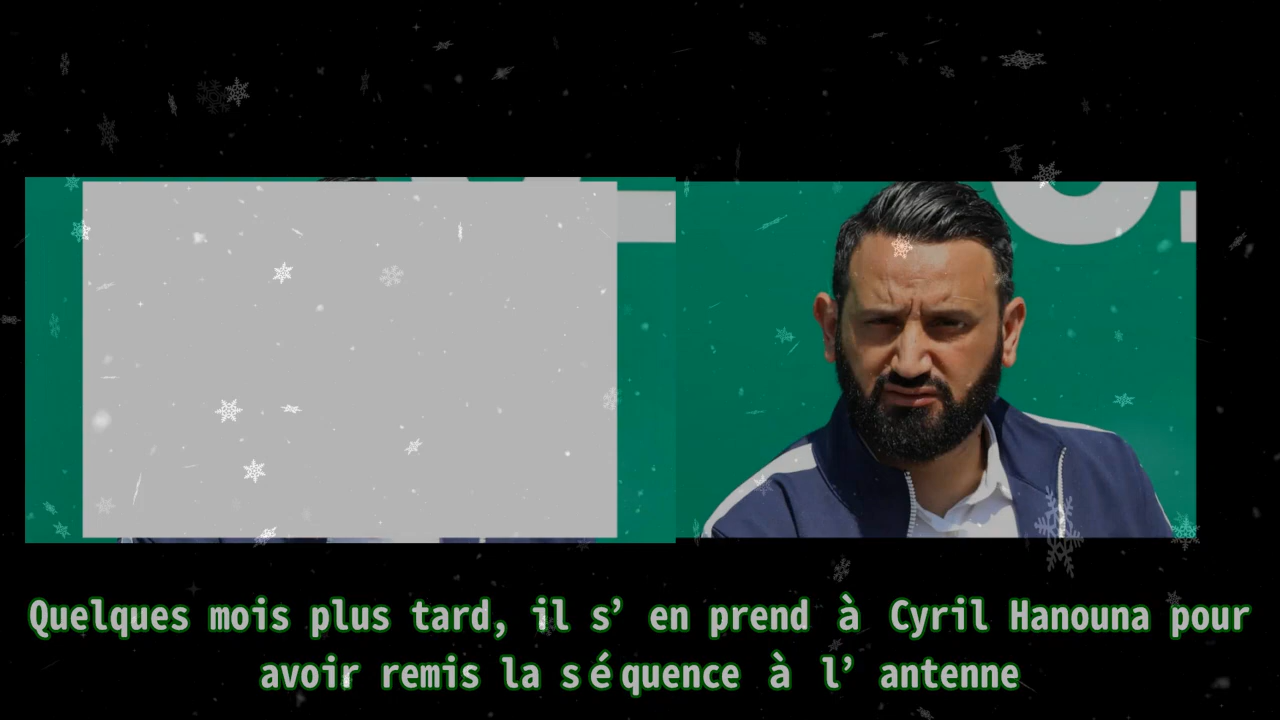 Quelques mois plus tard, il s’ en prend à Cyril Hanouna pour
avoir remis la séquence à l’ antenne